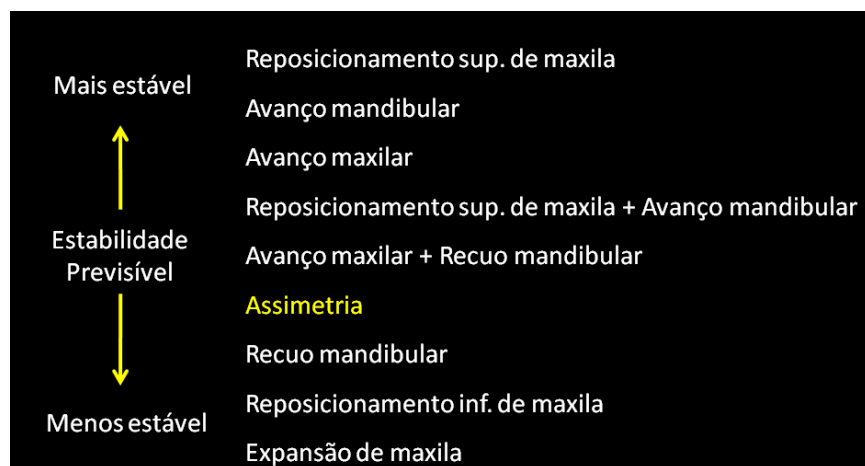 Mais estável
Estabilidade
Previsível
Menos estável
Reposicionamento sup. de maxila
Avanço mandibular
Avanço maxilar
Reposicionamento sup. de maxila + Avanço mandibular
Avanço maxilar + Recuo mandibular
Assimetria
Recuo mandibular
Reposicionamento inf. de maxila
Expansão de maxila